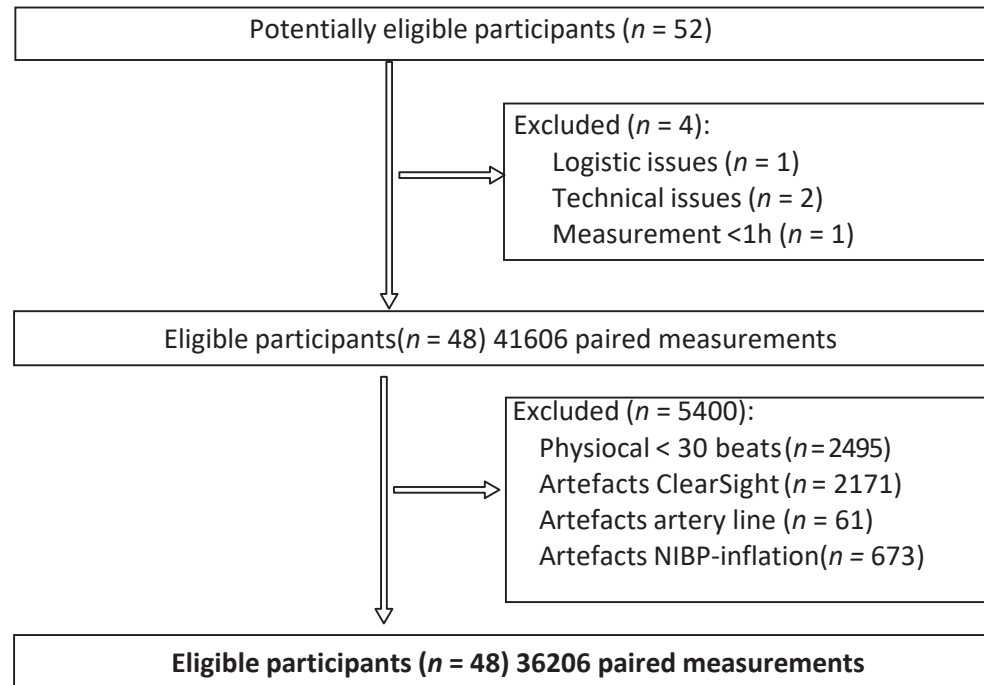 Potentially eligible participants (n = 52)
Excluded (n = 4):
Logistic issues (n = 1)
Technical issues (n = 2)
Measurement <1h (n = 1)
Eligible participants(n = 48) 41606 paired measurements
Excluded (n = 5400):
Physiocal < 30 beats(n=2495)
Artefacts ClearSight (n = 2171)
Artefacts artery line (n = 61)
Artefacts NIBP-inflation(n = 673)
Eligible participants (n = 48) 36206 paired measurements